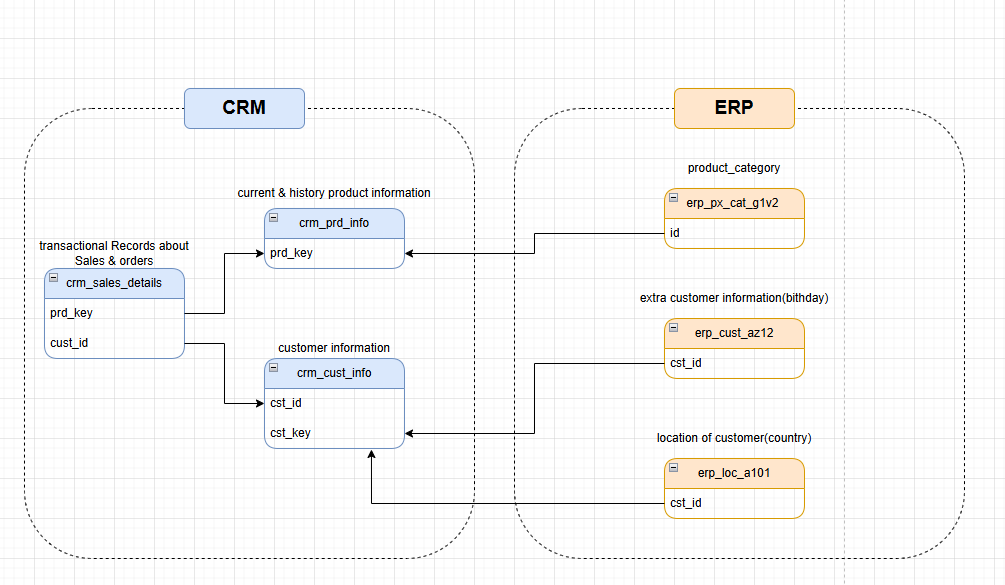 CRM
current & history product information
crm_prd_info
prd_key
transactional Records about
Sales & orders
crm_sales_details
prd_key
cust_id
customer information
crm_cust_info
cst_id
cst_key
ERP
product_category
erp_px_cat_g1v2
id
extra customer information(bithday)
erp_cust_az12
cst_id
location of customer(country)
erp_loc_a101
cst_id